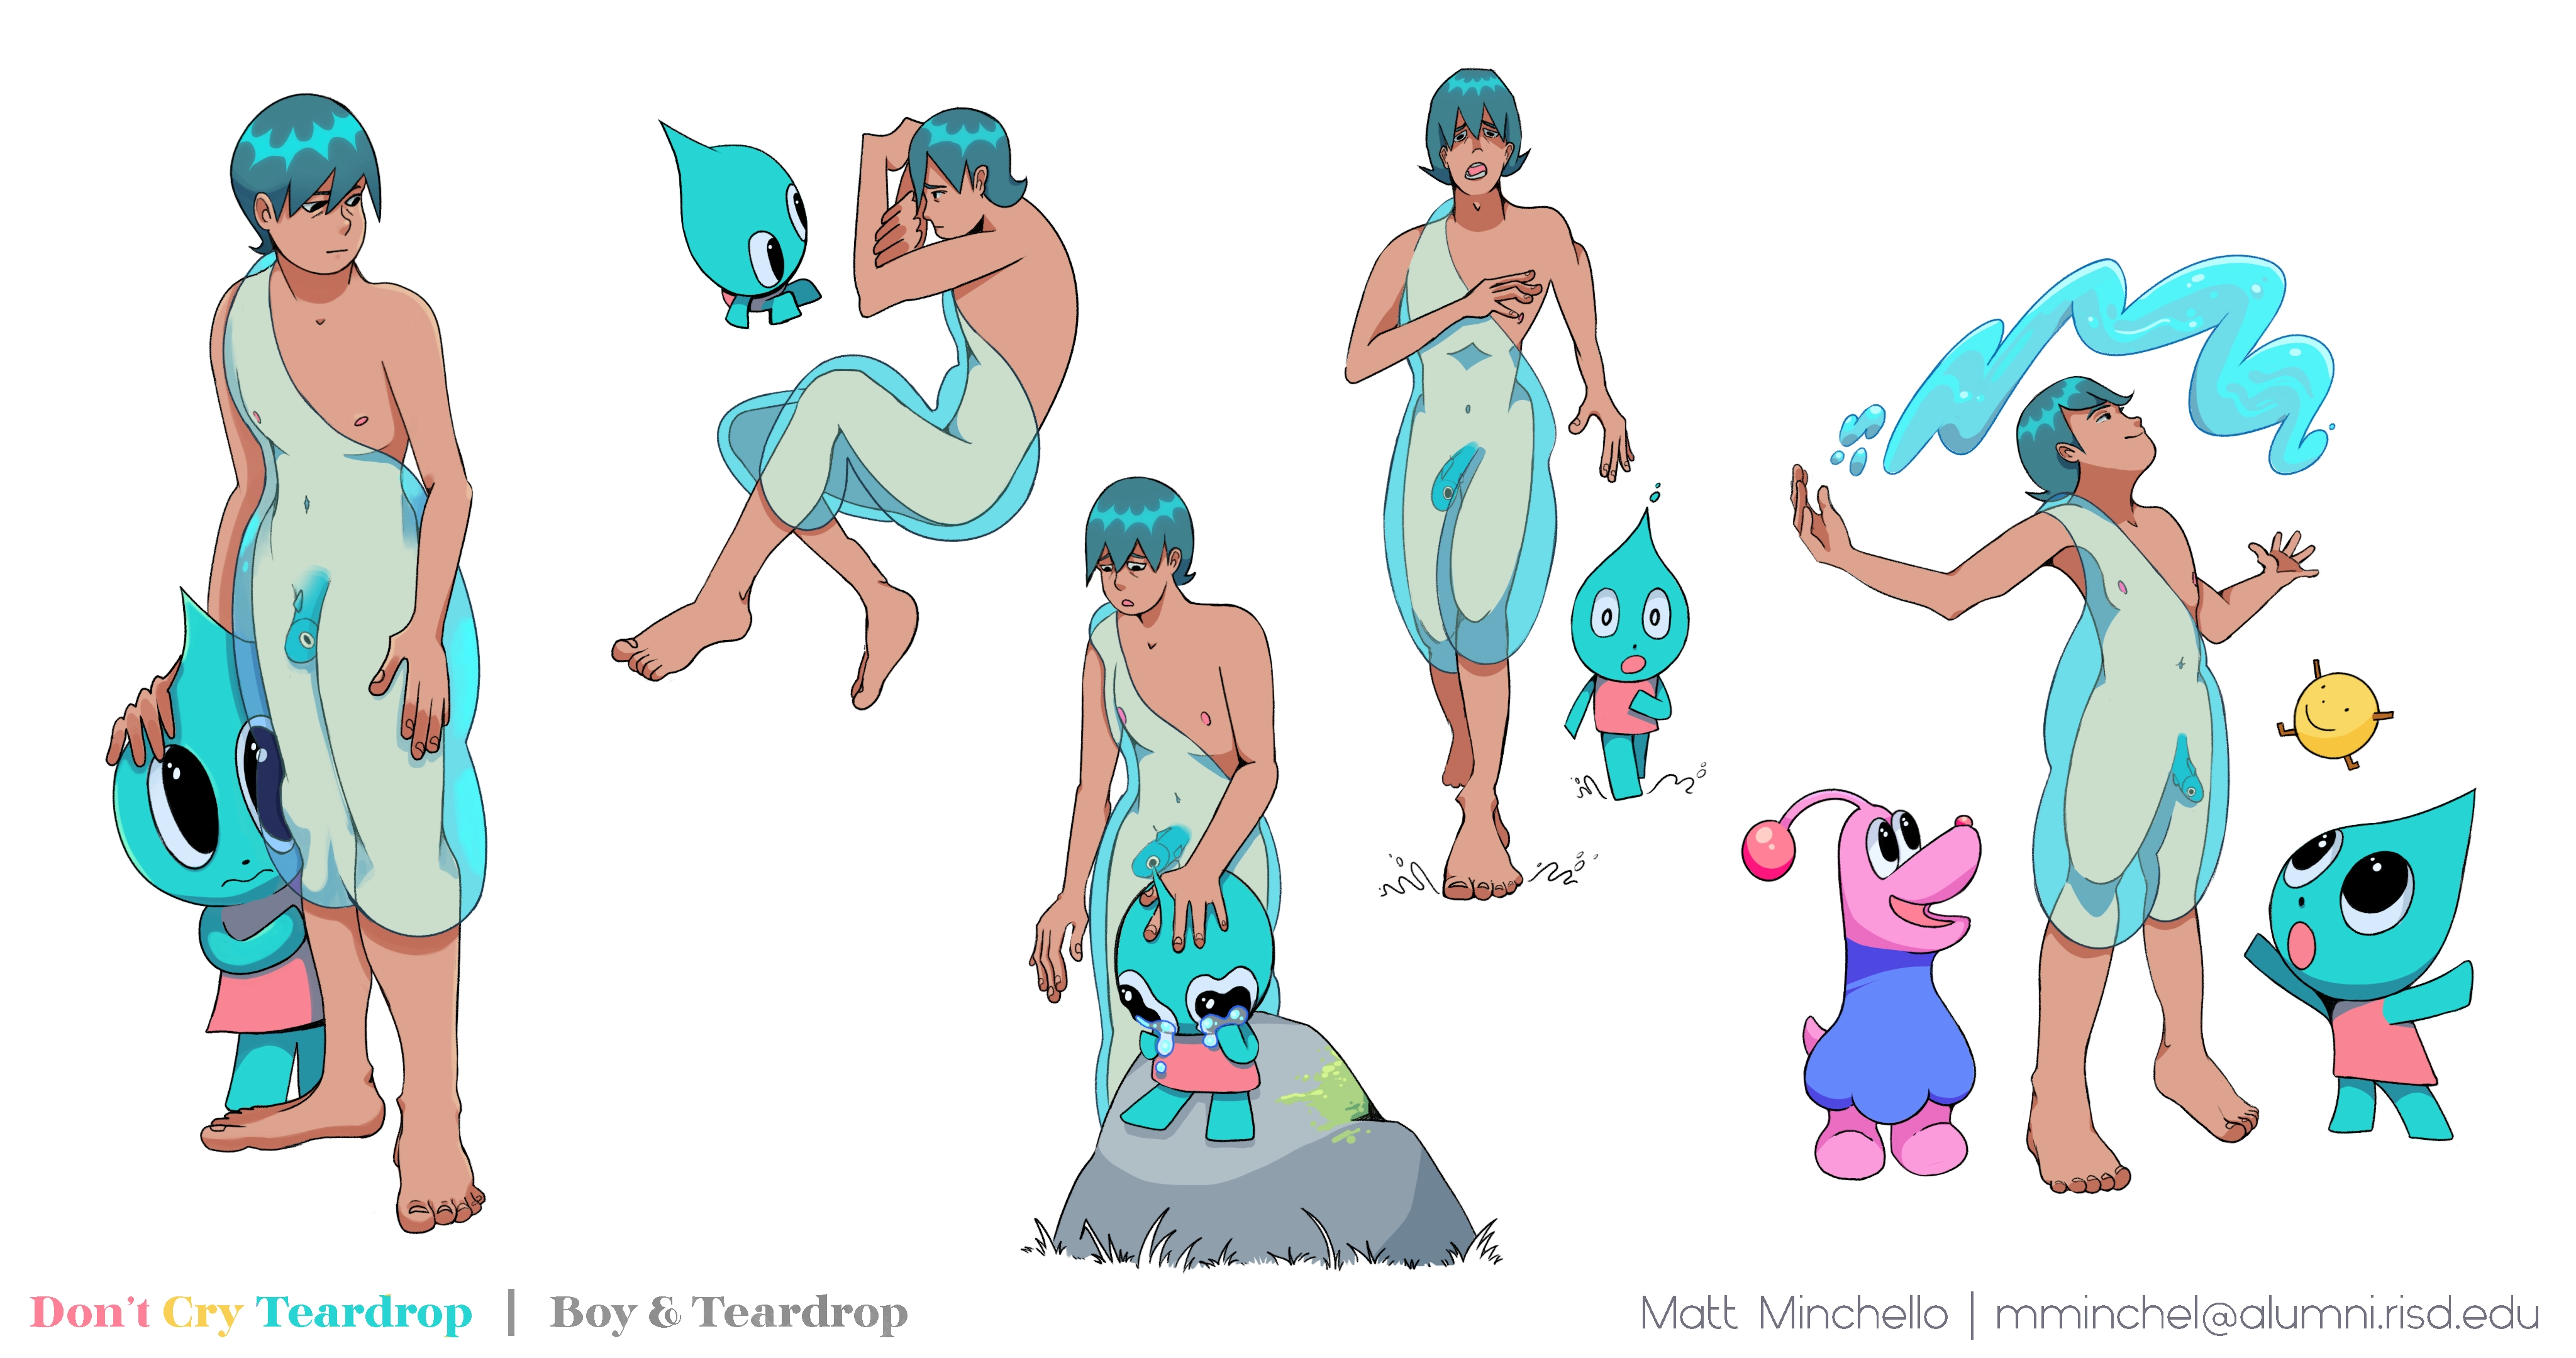 Don't Cry Teardrop | Boy & Teardrop
Matt Minchello | mminchel@alumni.risd.edu